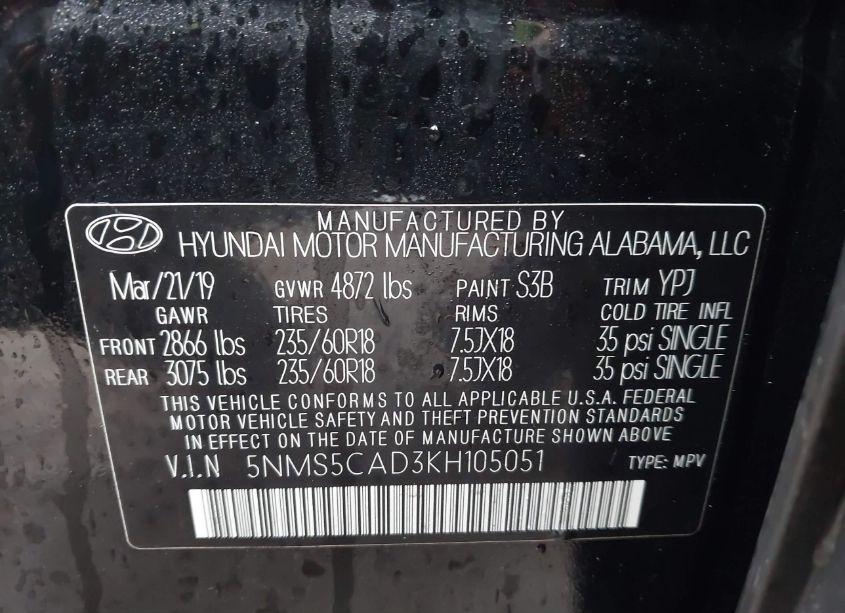 MANUFACTURED BY
HYUNDAI MOTOR MANUFACTURING ALABAMA, LLC
Mar/21/19 GVWR 4872 lbs PAINT S3B TRIM YPJ
GAWR TIRES RIMS COLD TIRE INFL
FRONT 2866 lbs 235/60R18 7.5JX18 35 psi SINGLE
REAR 3075 lbs 235/60R18 7.5JX18 35 psi SINGLE
THIS VEHICLE CONFORMS TO ALL APPLICABLE U.S.A. FEDERAL
MOTOR VEHICLE SAFETY AND THEFT PREVENTION STANDARDS
IN EFFECT ON THE DATE OF MANUFACTURE SHOWN ABOVE
V.I.N 5NMS5CAD3KH105051 TYPE: MPV